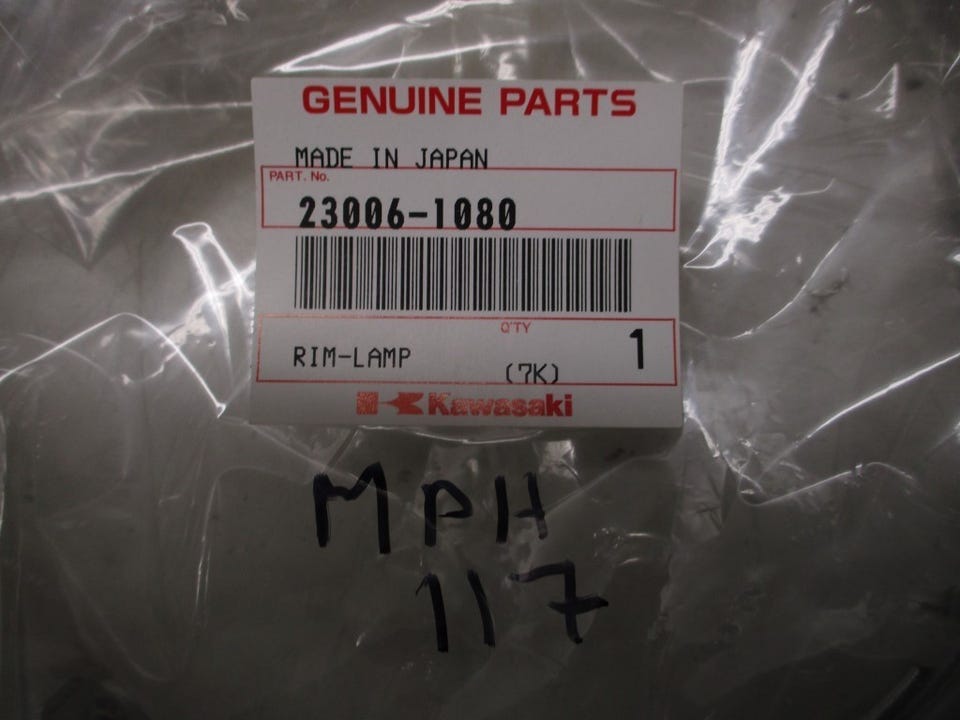 GENUINE PARTS
MADE IN JAPAN
PART. No.
23006-1080
Q'TY
RIM-LAMP 1
(7K)
Kawasaki
MPH
117